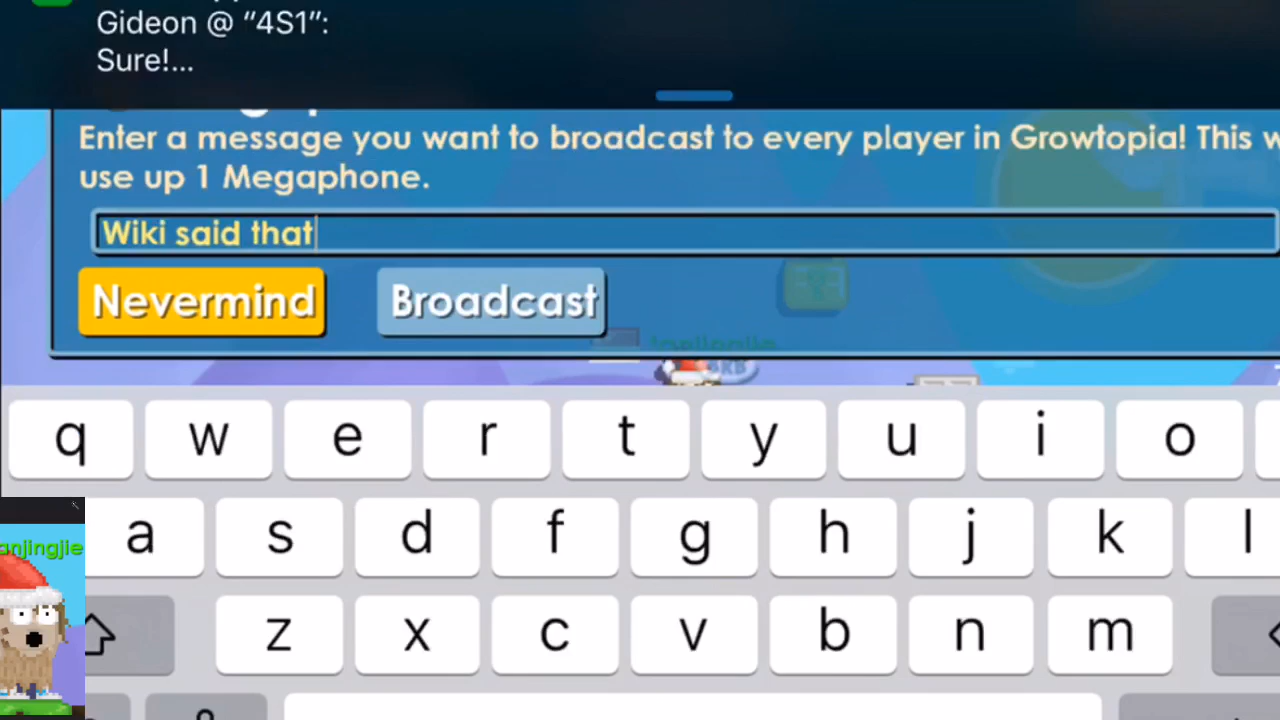 Gideon @ “4S1”:
Sure!...
Enter a message you want to broadcast to every player in Growtopia! This w
use up 1 Megaphone.
Wiki said that
Nevermind Broadcast
q w e r t y u i o
a s d f g h j k l
anjingjie
z x c v b n m